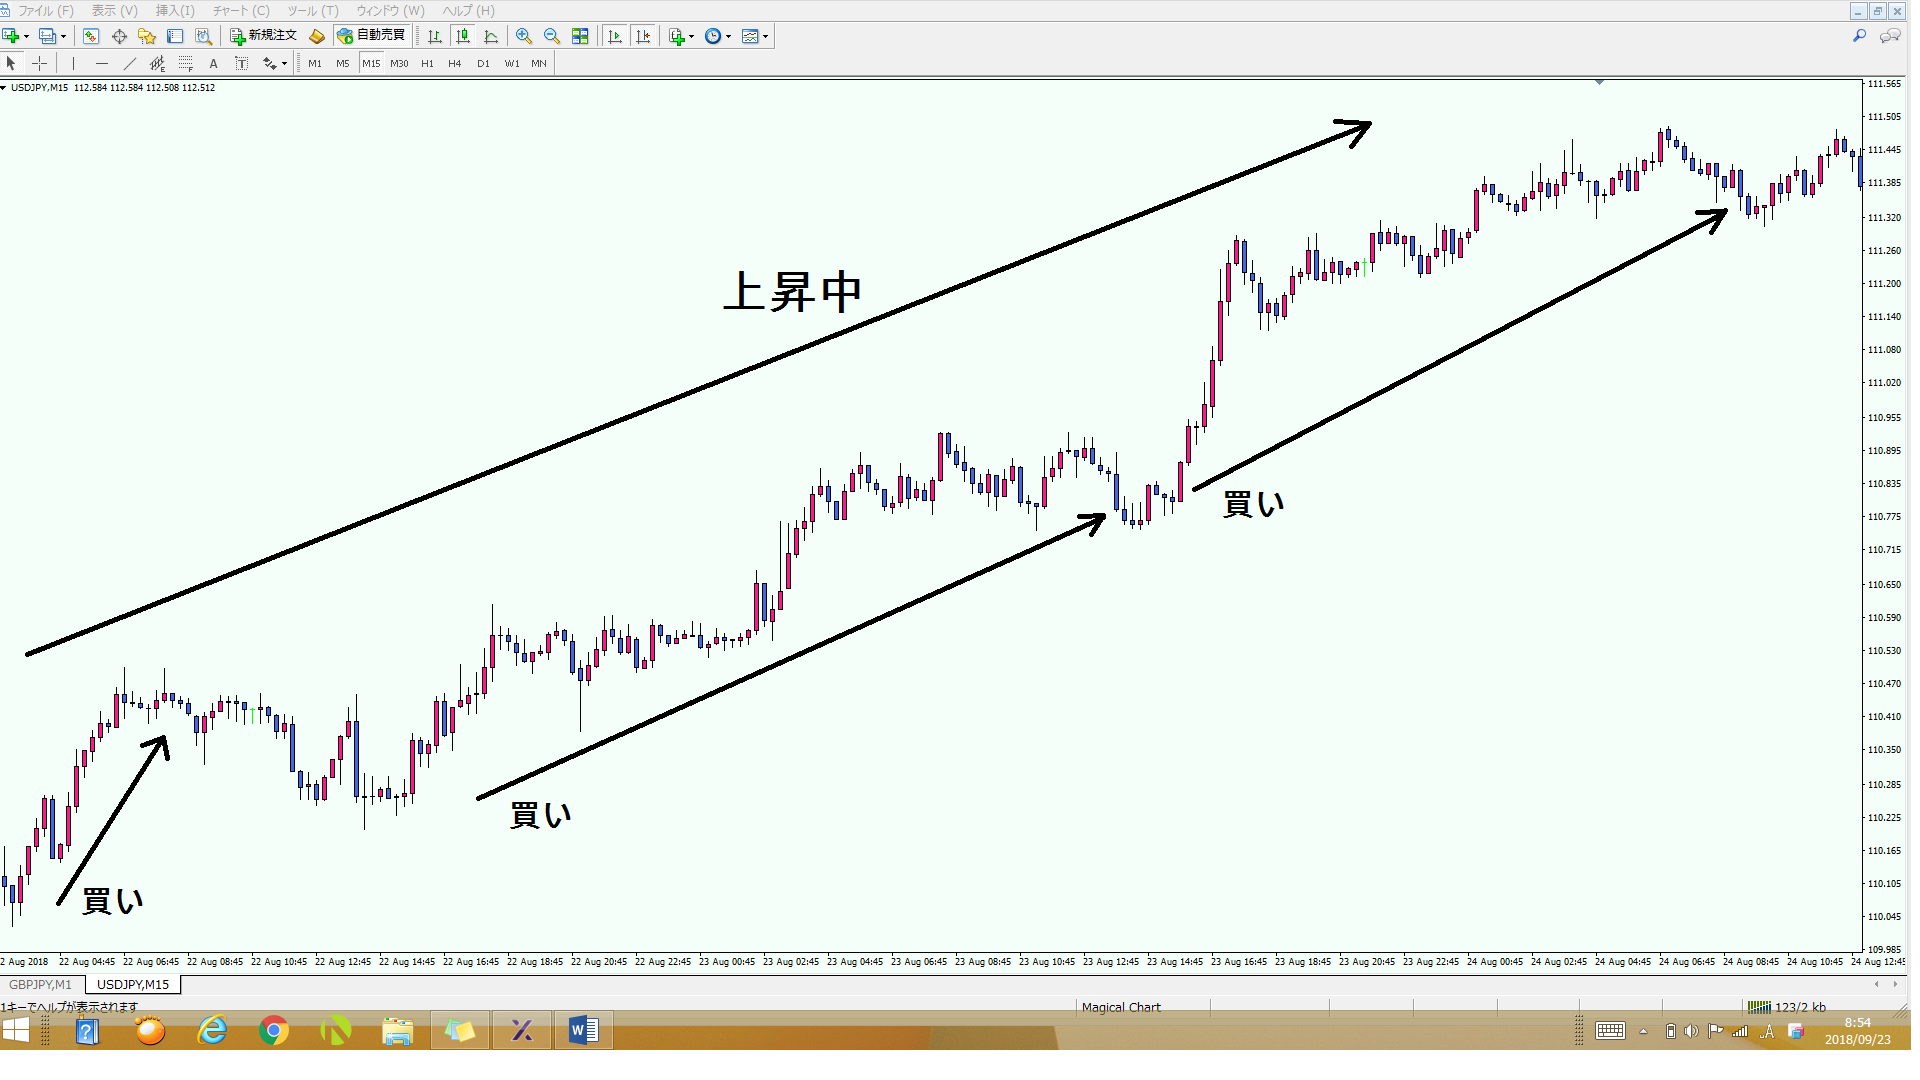 ファイル (F) 表示 (V) 挿入(I) チャート (C) ツール (T) ウィンドウ (W) ヘルプ (H)
新規注文 自動売買
A T M1 M5 M15 M30 H1 H4 D1 W1 MN
USDJPY,M15 112.584 112.584 112.508 112.512
111.565
111.505
111.445
111.385
111.320
111.260
111.200
111.140
111.080
111.020
110.955
110.895
110.835
110.775
110.715
110.650
110.590
110.530
110.470
110.410
110.350
110.285
110.225
110.165
110.105
110.045
109.985
上昇中
買い
買い
買い
2 Aug 2018 22 Aug 04:45 22 Aug 06:45 22 Aug 08:45 22 Aug 10:45 22 Aug 12:45 22 Aug 14:45 22 Aug 16:45 22 Aug 18:45 22 Aug 20:45 22 Aug 22:45 23 Aug 00:45 23 Aug 02:45 23 Aug 04:45 23 Aug 06:45 23 Aug 08:45 23 Aug 10:45 23 Aug 12:45 23 Aug 14:45 23 Aug 16:45 23 Aug 18:45 23 Aug 20:45 23 Aug 22:45 24 Aug 00:45 24 Aug 02:45 24 Aug 04:45 24 Aug 06:45 24 Aug 08:45 24 Aug 10:45 24 Aug 12:45
GBPJPY,M1 USDJPY,M15
1キーでヘルプが表示されます Magical Chart 123/2 kb
A 8:54
2018/09/23